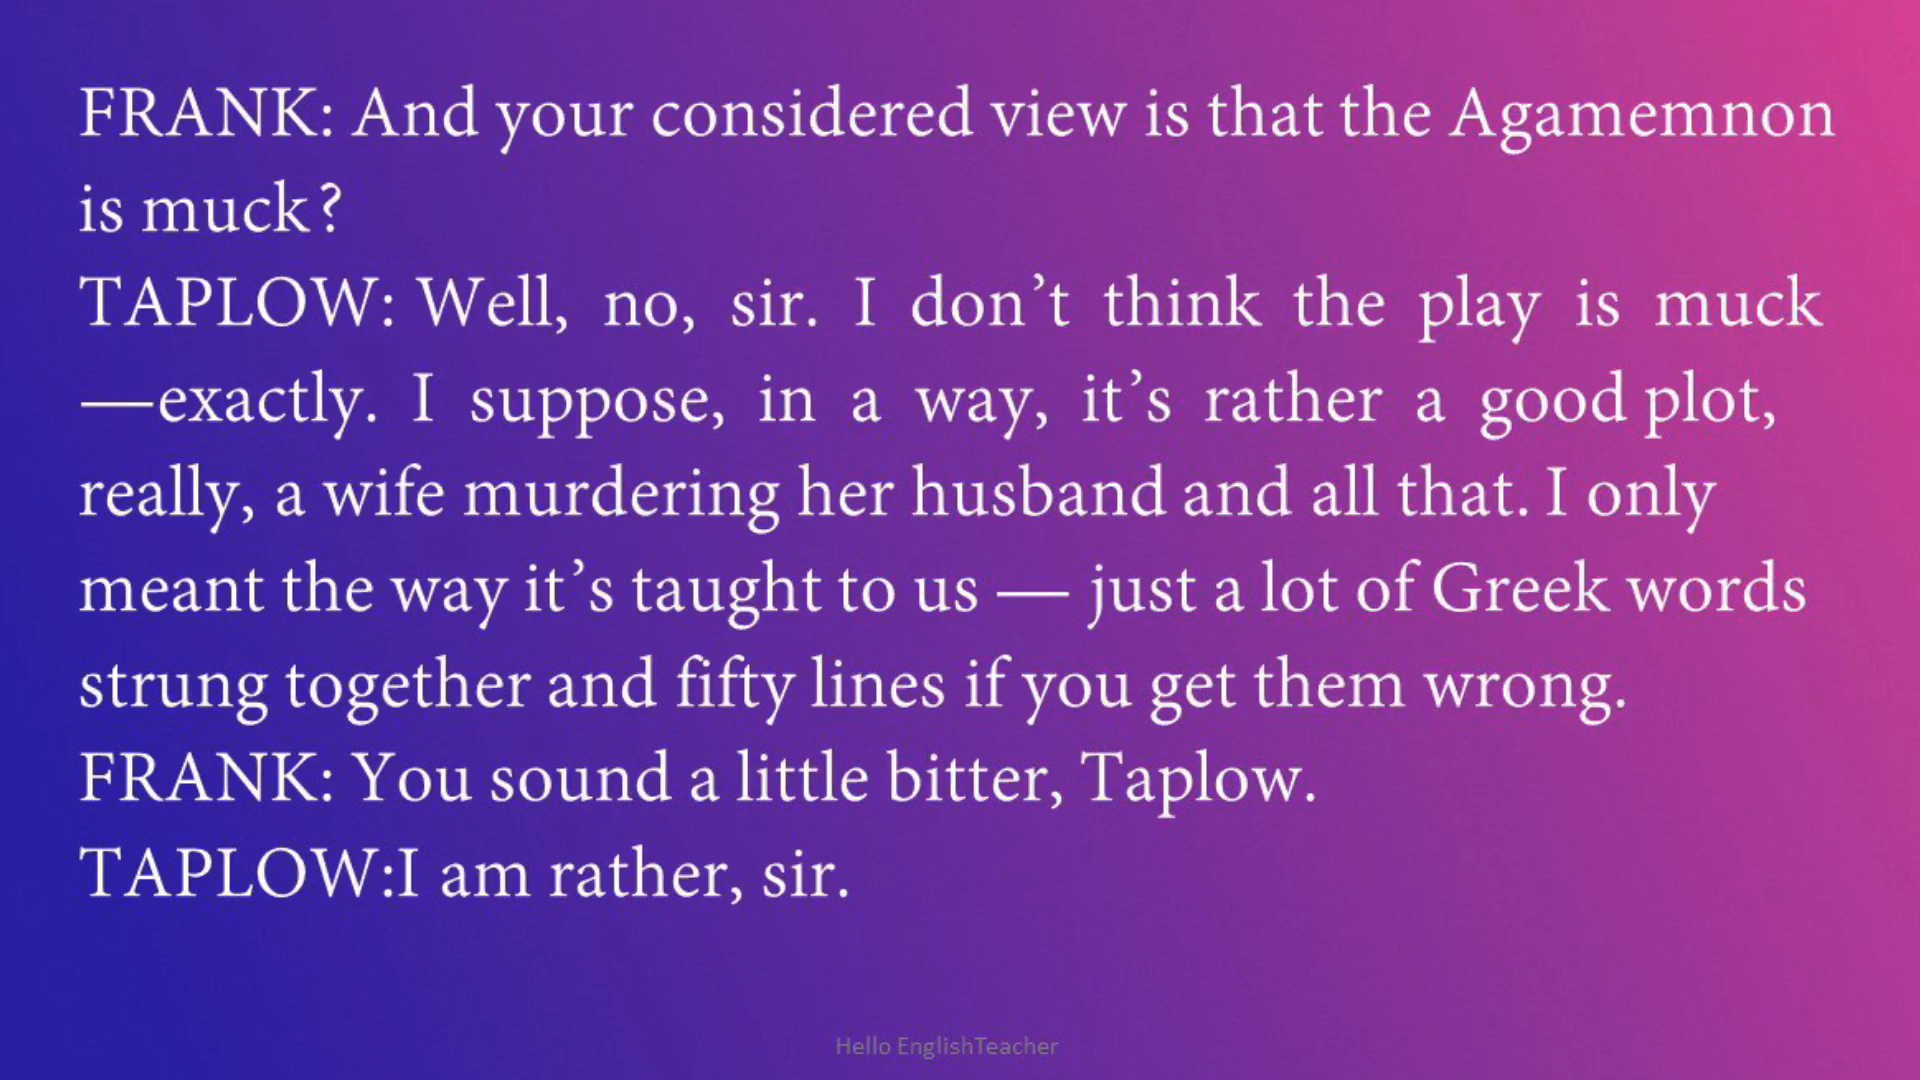 FRANK: And your considered view is that the Agamemnon
is muck?
TAPLOW: Well, no, sir. I don’t think the play is muck
—exactly. I suppose, in a way, it’s rather a good plot,
really, a wife murdering her husband and all that. I only
meant the way it’s taught to us — just a lot of Greek words
strung together and fifty lines if you get them wrong.
FRANK: You sound a little bitter, Taplow.
TAPLOW:I am rather, sir.
Hello EnglishTeacher